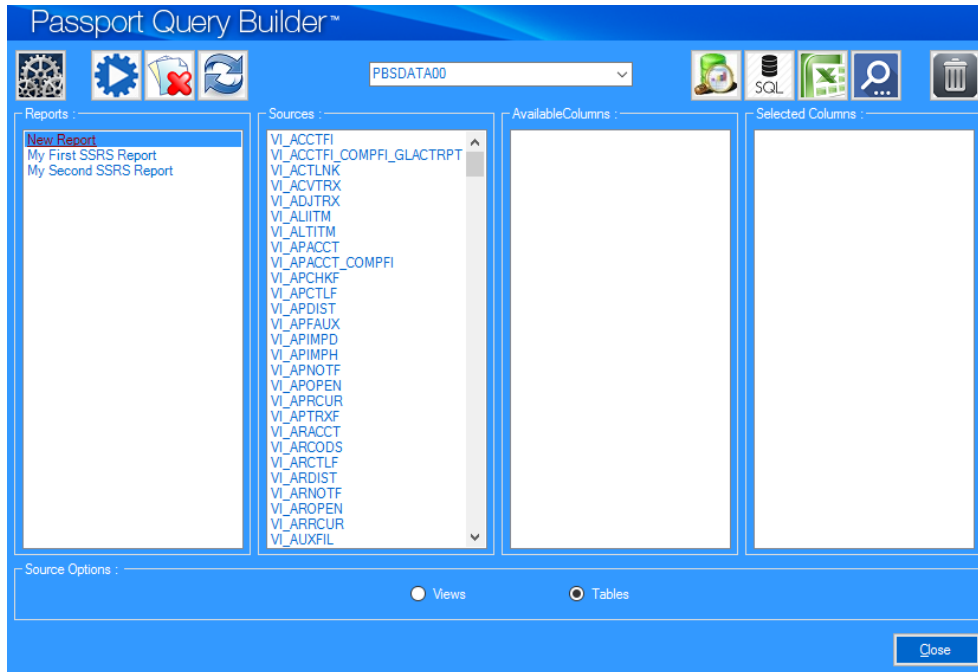 Passport Query Builder™
PBSDATA00
SQL
Reports :
New Report
My First SSRS Report
My Second SSRS Report
Sources :
VI_ACCTFI
VI_ACCTFI_COMPFI_GLACTRPT
VI_ACTLNK
VI_ACVTRX
VI_ADJTRX
VI_ALIITM
VI_ALTITM
VI_APACCT
VI_APACCT_COMPFI
VI_APCHKF
VI_APCTLF
VI_APDIST
VI_APFAUX
VI_APIMPD
VI_APIMPH
VI_APNOTF
VI_APOPEN
VI_APRCUR
VI_APTRXF
VI_ARACCT
VI_ARCODS
VI_ARCTLF
VI_ARDIST
VI_ARNOTF
VI_AROPEN
VI_ARRCUR
VI_AUXFIL
AvailableColumns :
Selected Columns :
Source Options :
Views
Tables
Close